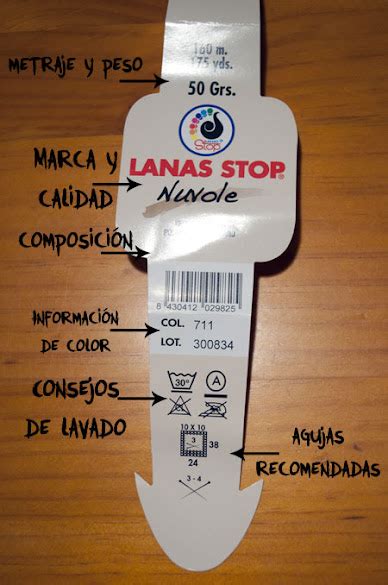 160 m.
175 yds.
METRAJE Y PESO
50 Grs.
STOP
MARCA Y
CALIDAD
LANAS STOP®
Nuvole
COMPOSICIÓN
8 430412 029825
INFORMACIÓN
DE COLOR
COL. 711
LOT. 300834
CONSEJOS
DE LAVADO
30°
A
10 X 10
3
38
24
AGUJAS
RECOMENDADAS
3 - 4